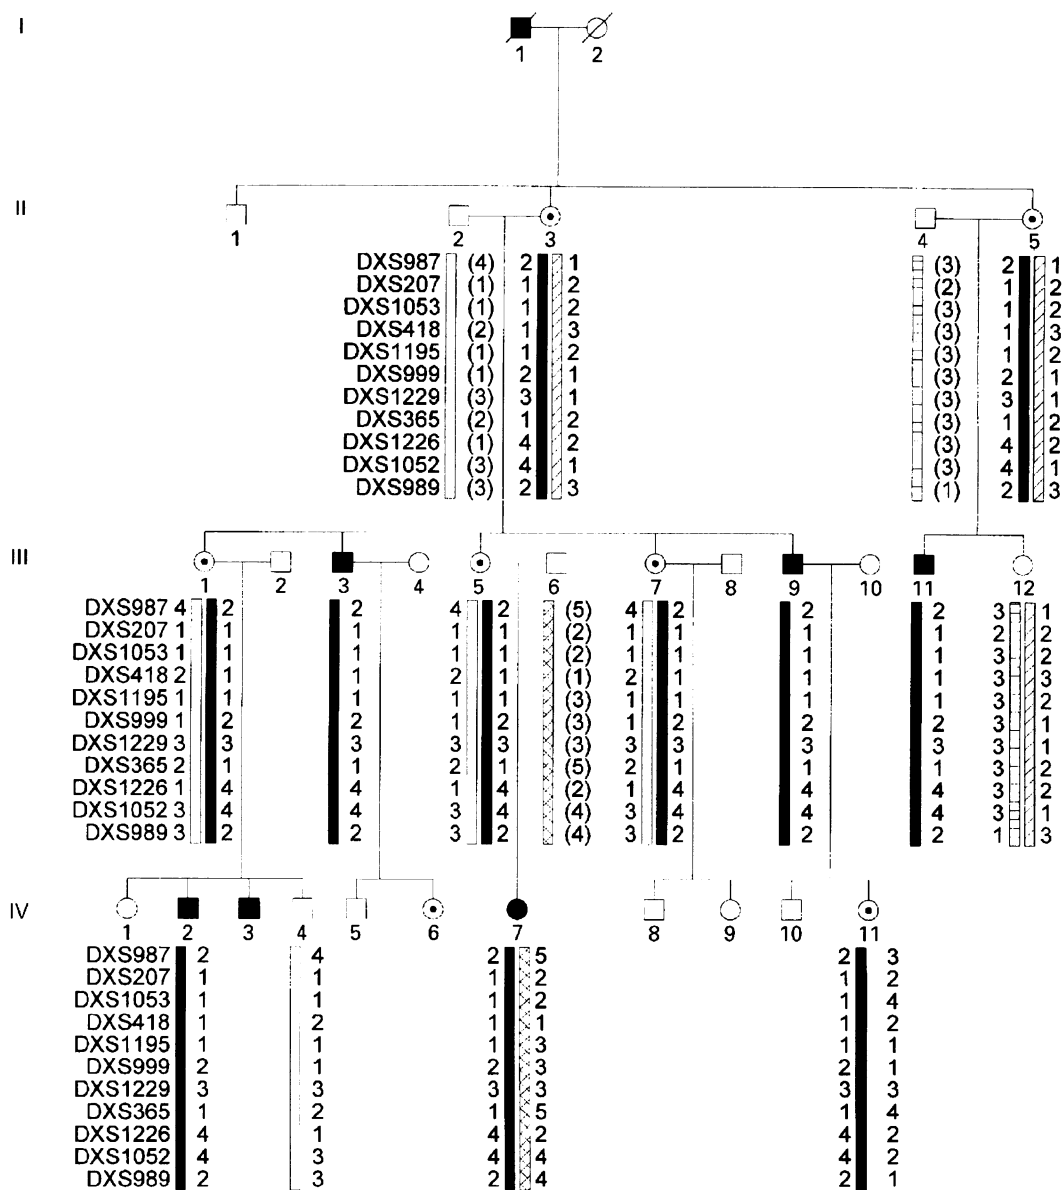 I
1 2
II
1 2 3 4 5
DXS987 (4) 2 1 (3) 2 1
DXS207 (1) 1 2 (2) 1 2
DXS1053 (1) 1 2 (3) 1 2
DXS418 (2) 1 3 (3) 1 3
DXS1195 (1) 1 2 (3) 1 2
DXS999 (1) 2 1 (3) 2 1
DXS1229 (3) 3 1 (3) 3 1
DXS365 (2) 1 2 (3) 1 2
DXS1226 (1) 4 2 (3) 4 2
DXS1052 (3) 4 1 (3) 4 1
DXS989 (3) 2 3 (1) 2 3
III
1 2 3 4 5 6 7 8 9 10 11 12
DXS987 4 2 2 4 2 (5) 4 2 2 2 3 1
DXS207 1 1 1 1 1 (2) 1 1 1 1 2 2
DXS1053 1 1 1 1 1 (2) 1 1 1 1 3 2
DXS418 2 1 1 2 1 (1) 2 1 1 1 3 3
DXS1195 1 1 1 1 1 (3) 1 1 1 1 3 2
DXS999 1 2 2 1 2 (3) 1 2 2 2 3 1
DXS1229 3 3 3 3 3 (3) 3 3 3 3 3 1
DXS365 2 1 1 2 1 (5) 2 1 1 1 3 2
DXS1226 1 4 4 1 4 (2) 1 4 4 4 3 2
DXS1052 3 4 4 3 4 (4) 3 4 4 4 3 1
DXS989 3 2 2 3 2 (4) 3 2 2 2 1 3
IV
1 2 3 4 5 6 7 8 9 10 11
DXS987 2 4 2 5 2 3
DXS207 1 1 1 2 1 2
DXS1053 1 1 1 2 1 4
DXS418 1 2 1 1 1 2
DXS1195 1 1 1 3 1 1
DXS999 2 1 2 3 2 1
DXS1229 3 3 3 3 3 3
DXS365 1 2 1 5 1 4
DXS1226 4 1 4 2 4 2
DXS1052 4 3 4 4 4 2
DXS989 2 3 2 4 2 1